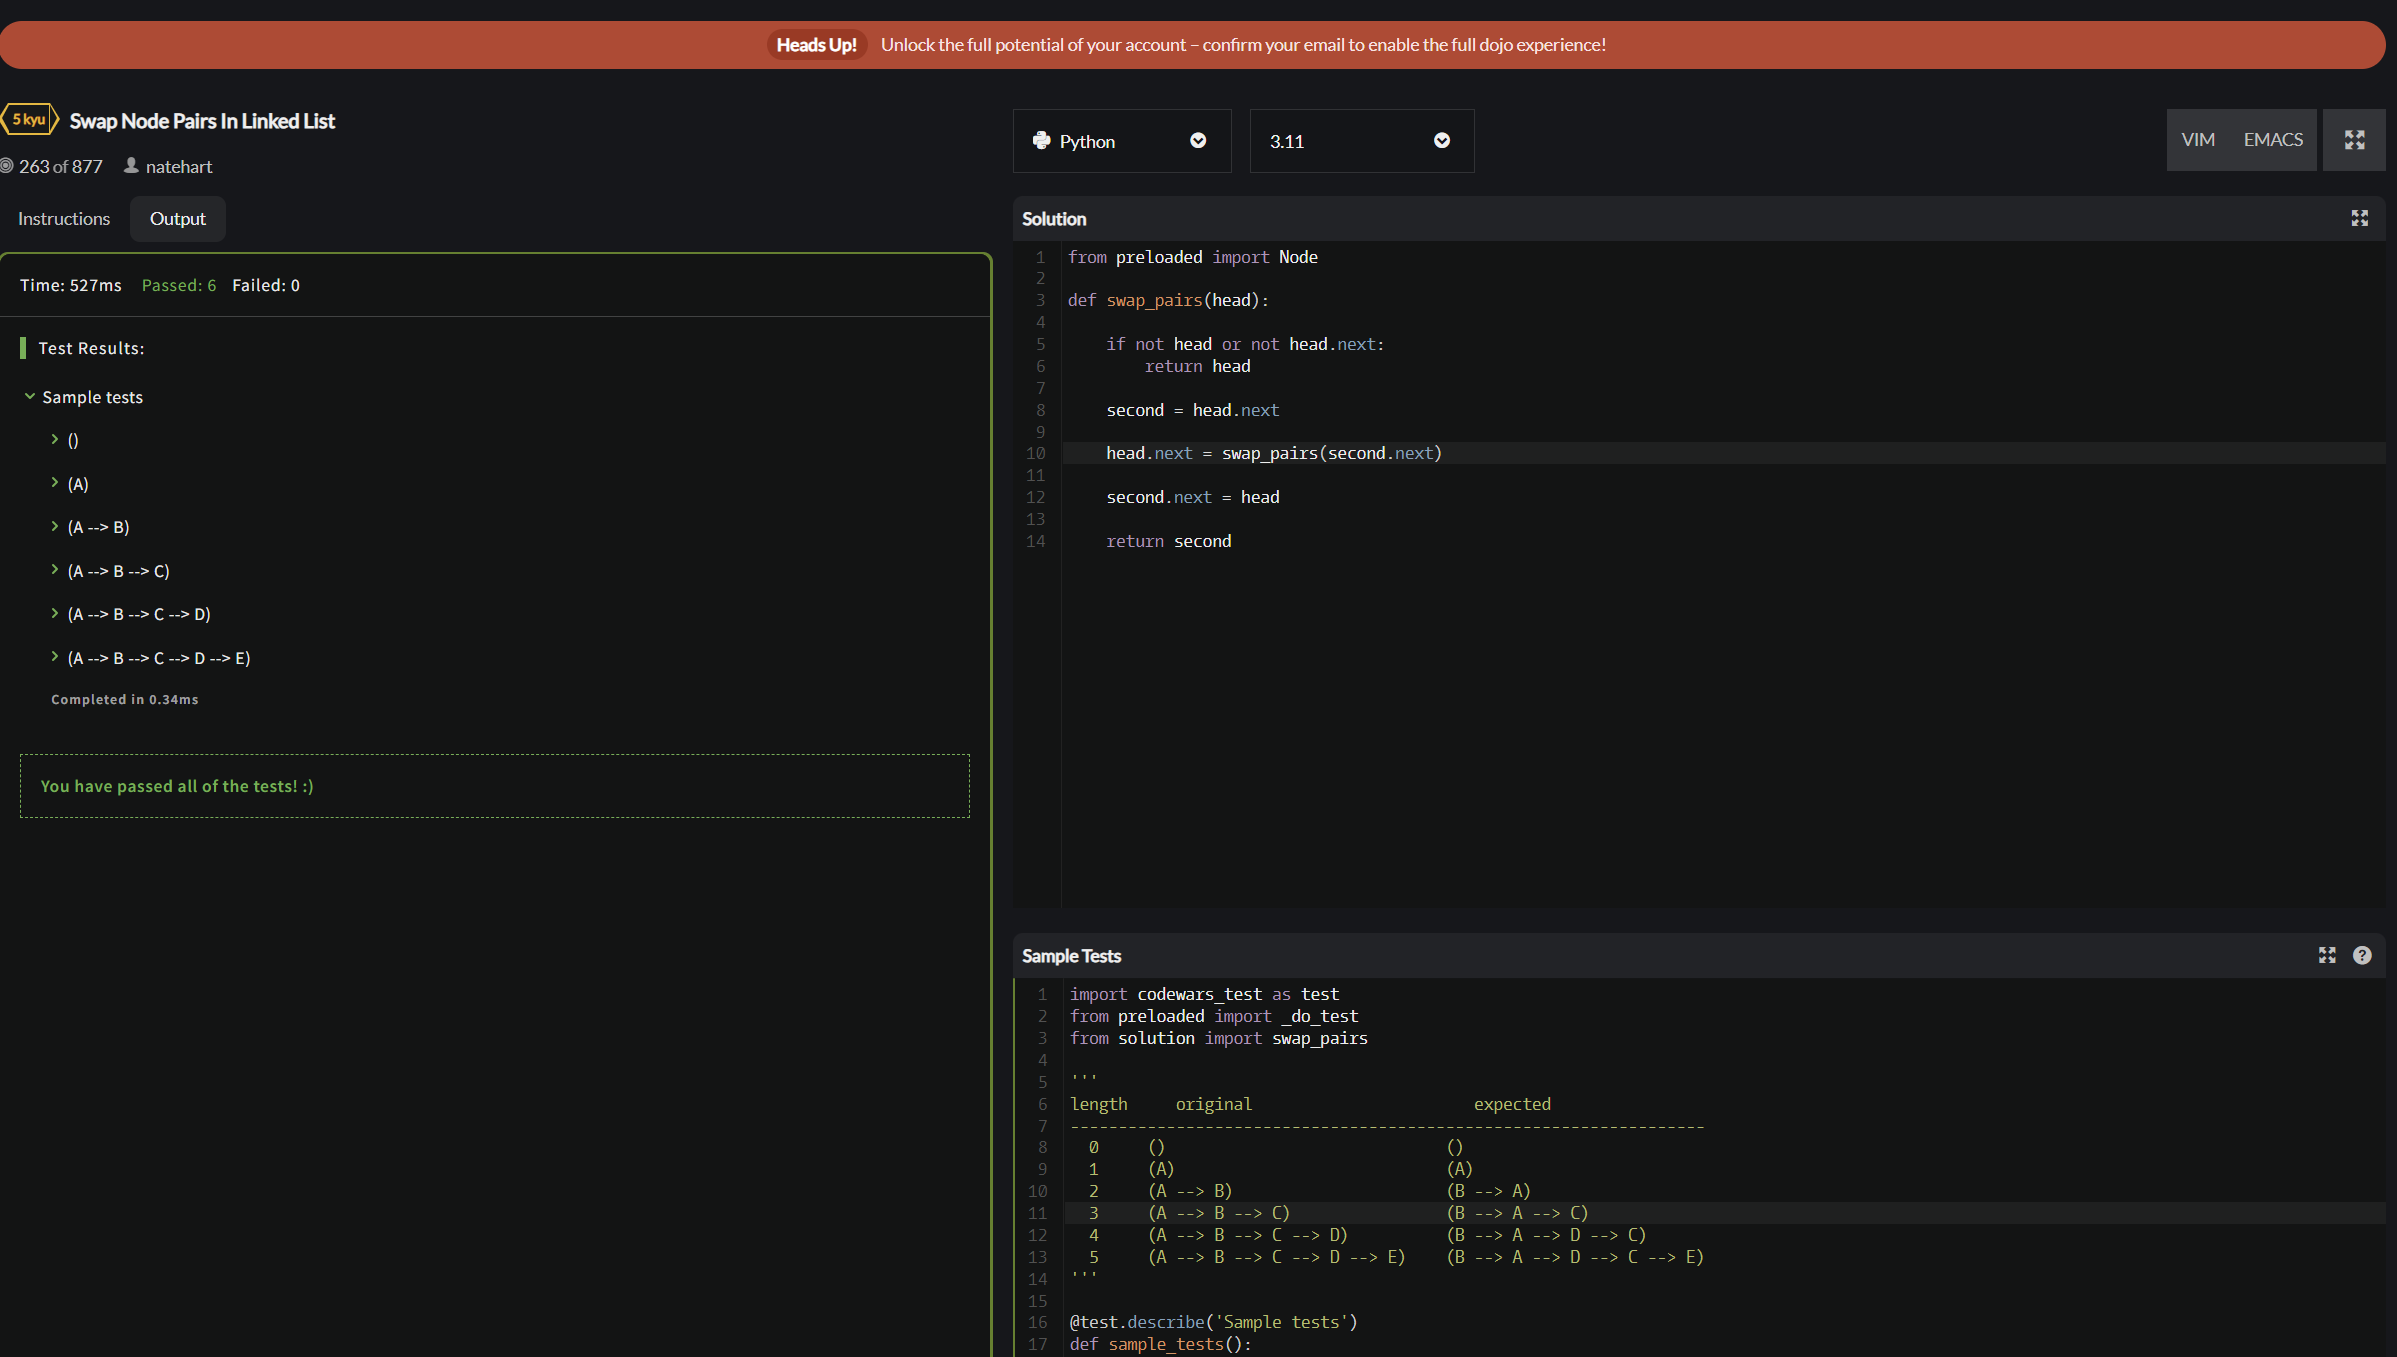 Heads Up! Unlock the full potential of your account – confirm your email to enable the full dojo experience!
5 kyu Swap Node Pairs In Linked List
263 of 877 natehart
Instructions Output
Time: 527ms Passed: 6 Failed: 0
Test Results:
Sample tests
()
(A)
(A --> B)
(A --> B --> C)
(A --> B --> C --> D)
(A --> B --> C --> D --> E)
Completed in 0.34ms
You have passed all of the tests! :)
Python 3.11 VIM EMACS
Solution
1 from preloaded import Node
2
3 def swap_pairs(head):
4
5     if not head or not head.next:
6         return head
7
8     second = head.next
9
10     head.next = swap_pairs(second.next)
11
12     second.next = head
13
14     return second
Sample Tests
?
1 import codewars_test as test
2 from preloaded import _do_test
3 from solution import swap_pairs
4
5 '''
6 length     original                       expected
7 ------------------------------------------------------------------
8   0     ()                              ()
9   1     (A)                             (A)
10   2     (A --> B)                       (B --> A)
11   3     (A --> B --> C)                 (B --> A --> C)
12   4     (A --> B --> C --> D)           (B --> A --> D --> C)
13   5     (A --> B --> C --> D --> E)     (B --> A --> D --> C --> E)
14 '''
15
16 @test.describe('Sample tests')
17 def sample_tests():